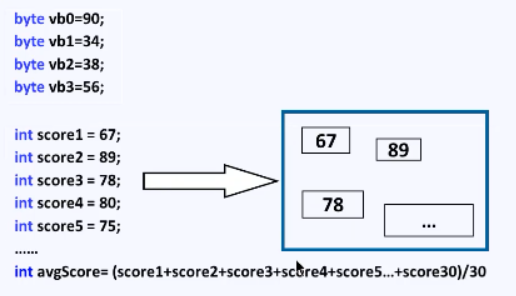 byte vb0=90;
byte vb1=34;
byte vb2=38;
byte vb3=56;
int score1 = 67;
int score2 = 89;
int score3 = 78;
int score4 = 80;
int score5 = 75;
......
int avgScore= (score1+score2+score3+score4+score5...+score30)/30
67
89
78
...